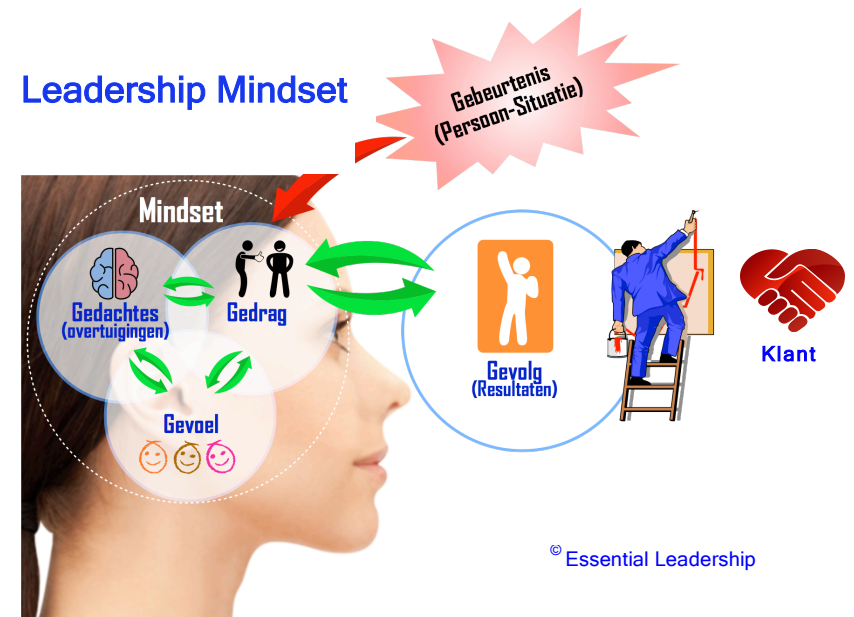 Leadership Mindset
Gebeurtenis
(Persoon-Situatie)
Mindset
Gedachtes
(overtuigingen)
Gedrag
Gevoel
Gevolg
(Resultaten)
Klant
© Essential Leadership